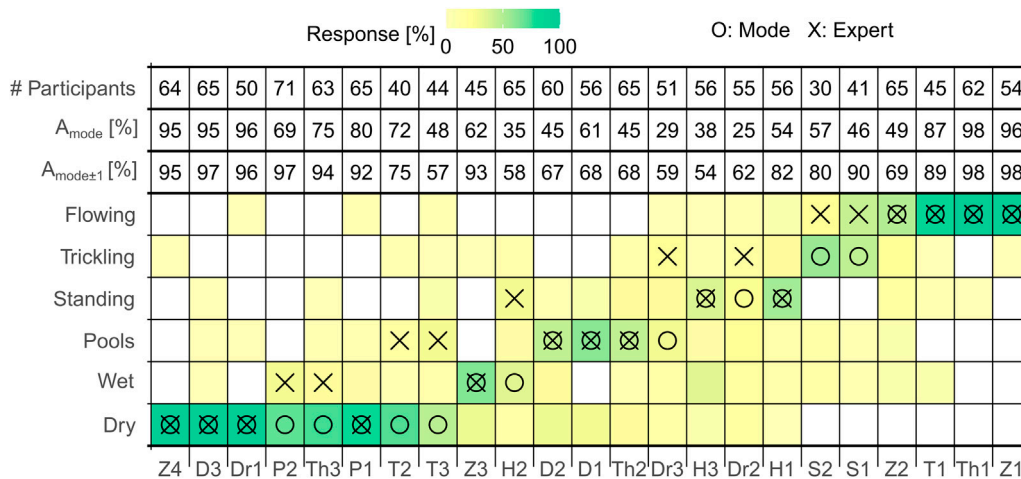 Response [%] 0 50 100 O: Mode X: Expert
# Participants 64 65 50 71 63 65 40 44 45 65 60 56 65 51 56 55 56 30 41 65 45 62 54
Amode [%] 95 95 96 69 75 80 72 48 62 35 45 61 45 29 38 25 54 57 46 49 87 98 96
Amode±1 [%] 95 97 96 97 94 92 75 57 93 58 67 68 68 59 54 62 82 80 90 69 89 98 98
Flowing
Trickling
Standing
Pools
Wet
Dry
Z4 D3 Dr1 P2 Th3 P1 T2 T3 Z3 H2 D2 D1 Th2 Dr3 H3 Dr2 H1 S2 S1 Z2 T1 Th1 Z1